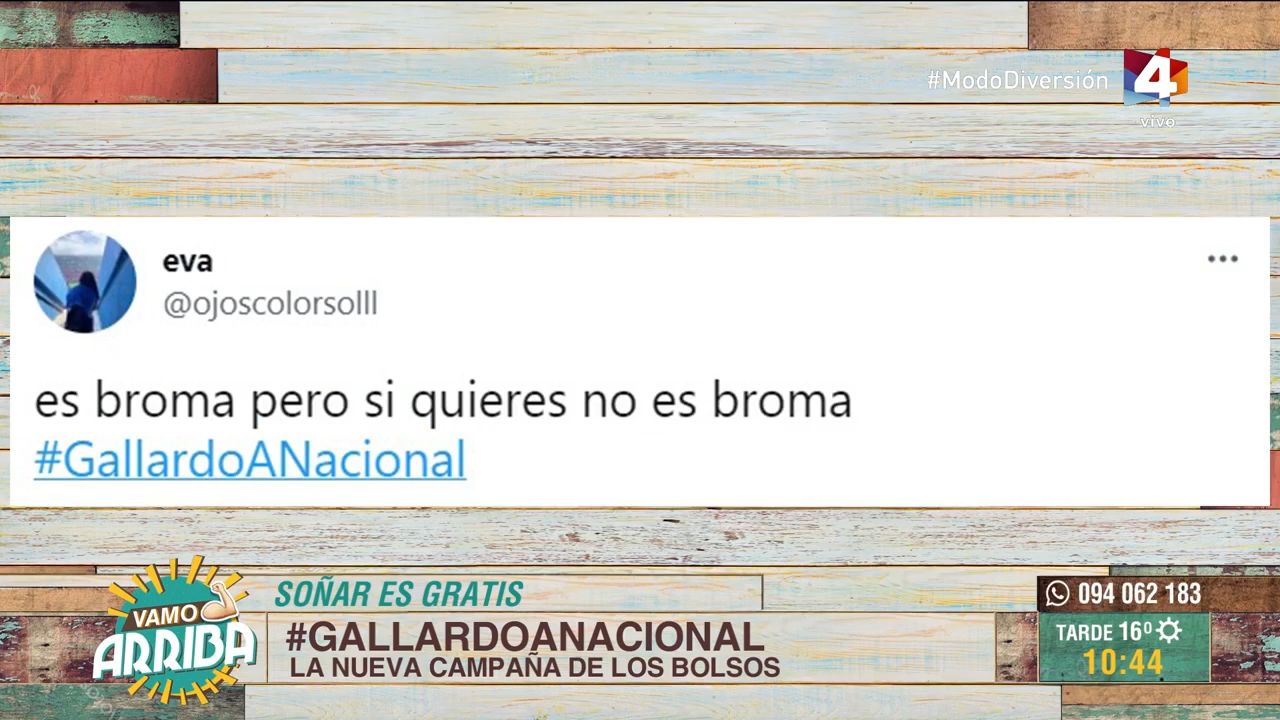 #ModoDiversión
4
vivo
eva
@ojoscolorsolll
es broma pero si quieres no es broma
#GallardoANacional
VAMO
ARRIBA
SOÑAR ES GRATIS
#GALLARDOANACIONAL
LA NUEVA CAMPAÑA DE LOS BOLSOS
094 062 183
TARDE 16º
10:44